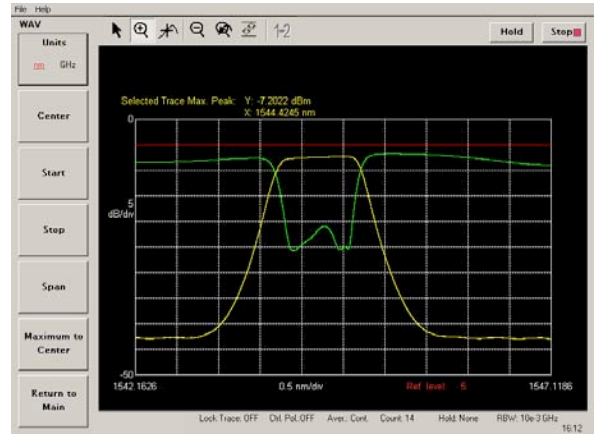 File Help
WAV
Units
nm GHz
Center
Start
Stop
Span
Maximum to
Center
Return to
Main
1-2
Hold Stop
Selected Trace Max. Peak: Y: -7.2022 dBm
X: 1544.4245 nm
0
5
dB/div
-50
1542.1626 0.5 nm/div Ref. level: 5 1547.1186
Lock Trace: OFF Ctrl. Pol.:OFF Aver.: Cont. Count: 14 Hold: None RBW: 10e-3 GHz
16:12